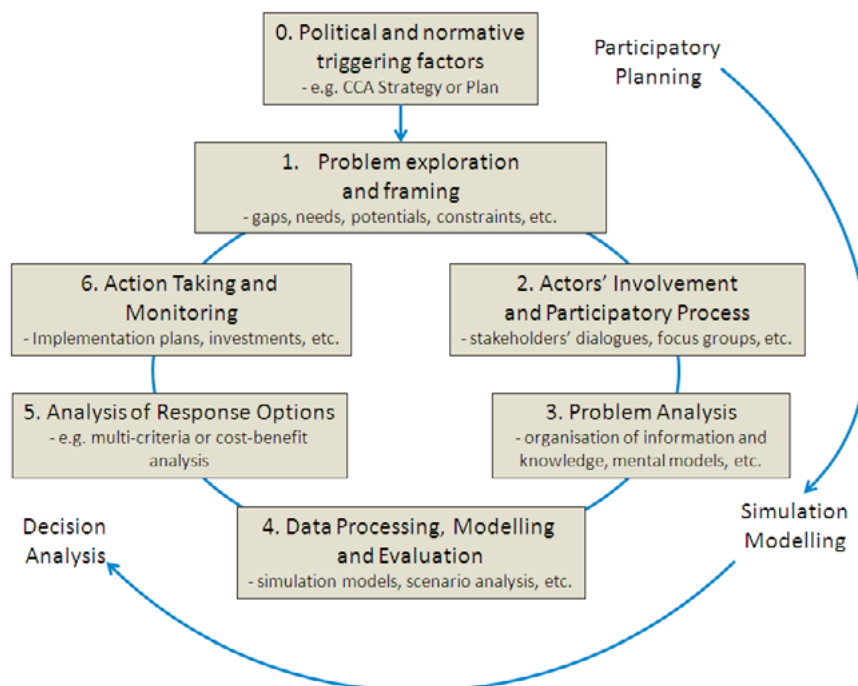 0. Political and normative
triggering factors
- e.g. CCA Strategy or Plan
Participatory
Planning
1. Problem exploration
and framing
- gaps, needs, potentials, constraints, etc.
6. Action Taking and
Monitoring
- Implementation plans, investments, etc.
2. Actors’ Involvement
and Participatory Process
- stakeholders’ dialogues, focus groups, etc.
5. Analysis of Response Options
- e.g. multi-criteria or cost-benefit
analysis
3. Problem Analysis
- organisation of information and
knowledge, mental models, etc.
4. Data Processing, Modelling
and Evaluation
- simulation models, scenario analysis, etc.
Decision
Analysis
Simulation
Modelling